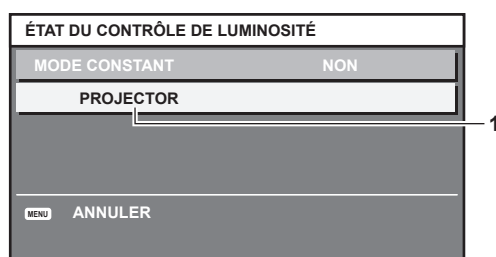 ÉTAT DU CONTRÔLE DE LUMINOSITÉ
MODE CONSTANT NON
PROJECTOR
1
MENU ANNULER